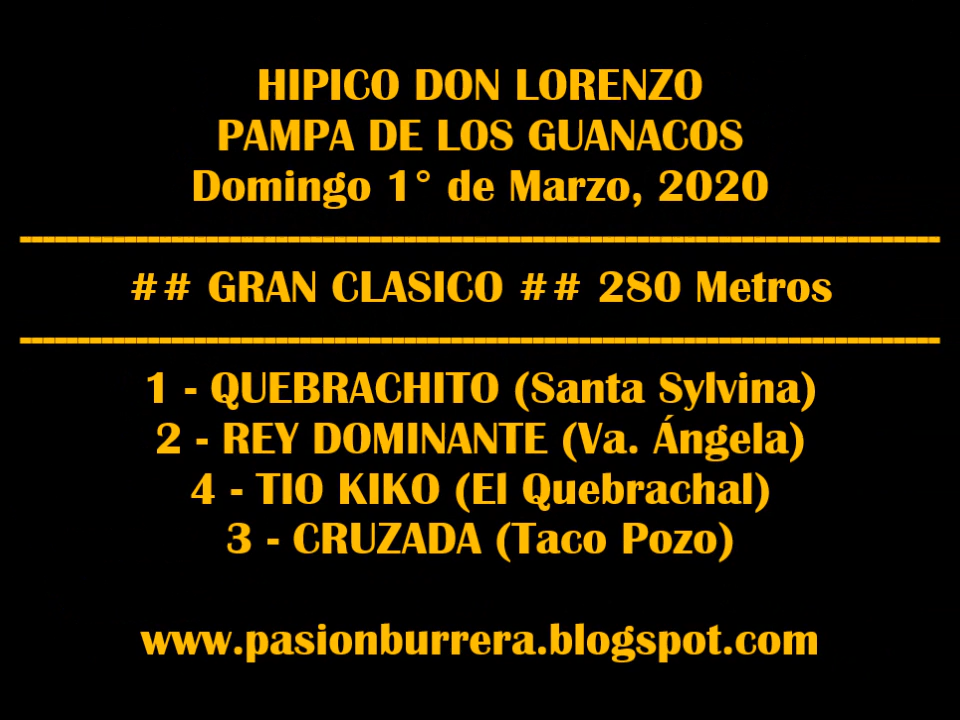 HIPICO DON LORENZO
PAMPA DE LOS GUANACOS
Domingo 1° de Marzo, 2020
--------------------------------------------------------------------------------
## GRAN CLASICO ## 280 Metros
--------------------------------------------------------------------------------
1 - QUEBRACHITO (Santa Sylvina)
2 - REY DOMINANTE (Va. Ángela)
4 - TIO KIKO (El Quebrachal)
3 - CRUZADA (Taco Pozo)
www.pasionburrera.blogspot.com